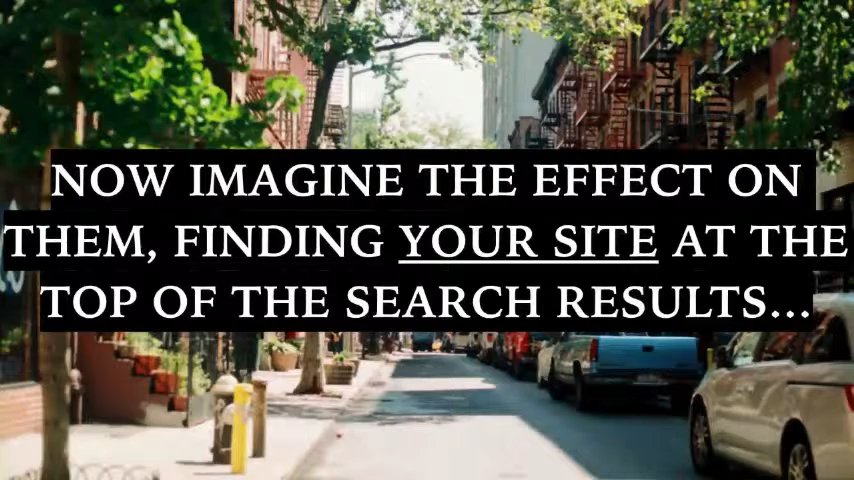 NOW IMAGINE THE EFFECT ON
THEM, FINDING YOUR SITE AT THE
TOP OF THE SEARCH RESULTS...